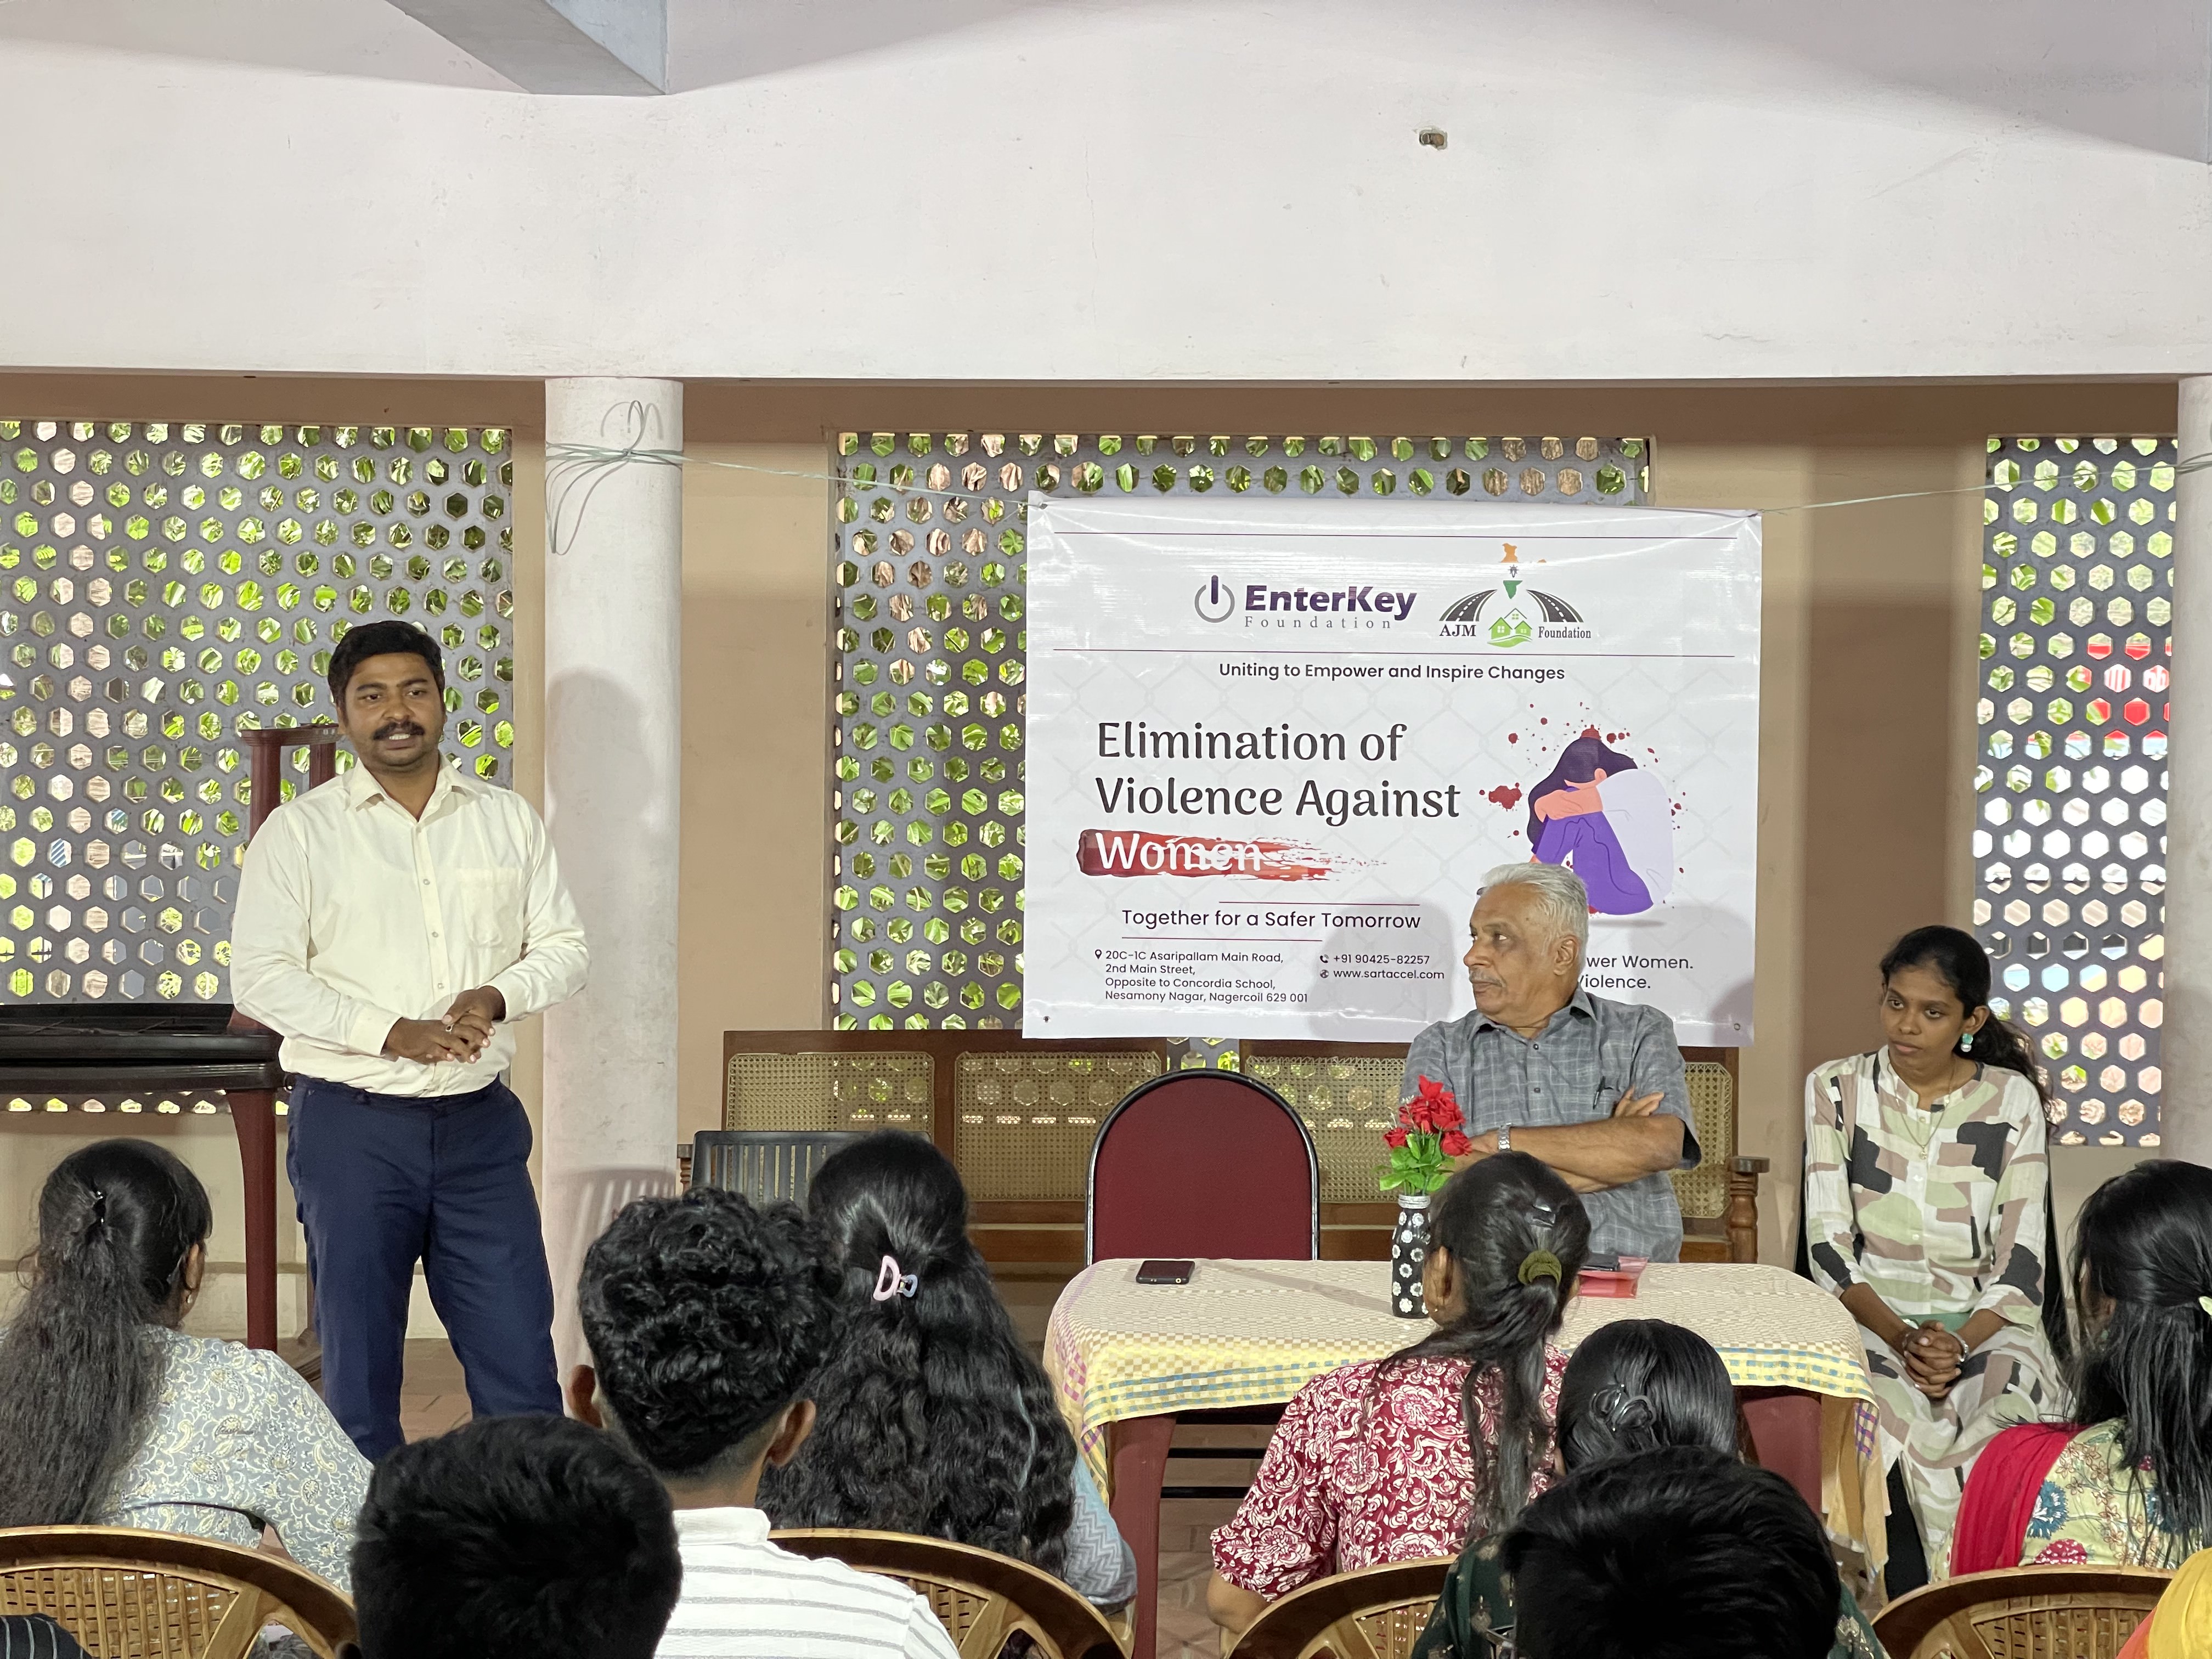 EnterKey
Foundation
AJM Foundation
Uniting to Empower and Inspire Changes
Elimination of
Violence Against
Women
Together for a Safer Tomorrow
20C-1C Asaripallam Main Road,
2nd Main Street,
Opposite to Concordia School,
Nesamony Nagar, Nagercoil 629 001
+91 90425-82257
www.sartaccel.com
Women.